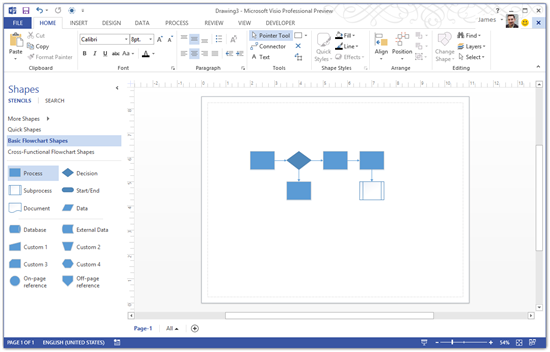 Drawing3 - Microsoft Visio Professional Preview
FILE HOME INSERT DESIGN DATA PROCESS REVIEW VIEW DEVELOPER James
Paste Cut Calibri 8pt. Pointer Tool Quick Styles Fill Align Position Change Shape Find
Copy Connector Line Layers
Format Painter Text Effects Select
Clipboard Font Paragraph Tools Shape Styles Arrange Editing
Shapes
STENCILS SEARCH
More Shapes
Quick Shapes
Basic Flowchart Shapes
Cross-Functional Flowchart Shapes
Process Decision
Subprocess Start/End
Document Data
Database External Data
Custom 1 Custom 2
Custom 3 Custom 4
On-page reference Off-page reference
Page-1 All
PAGE 1 OF 1 ENGLISH (UNITED STATES) 54%